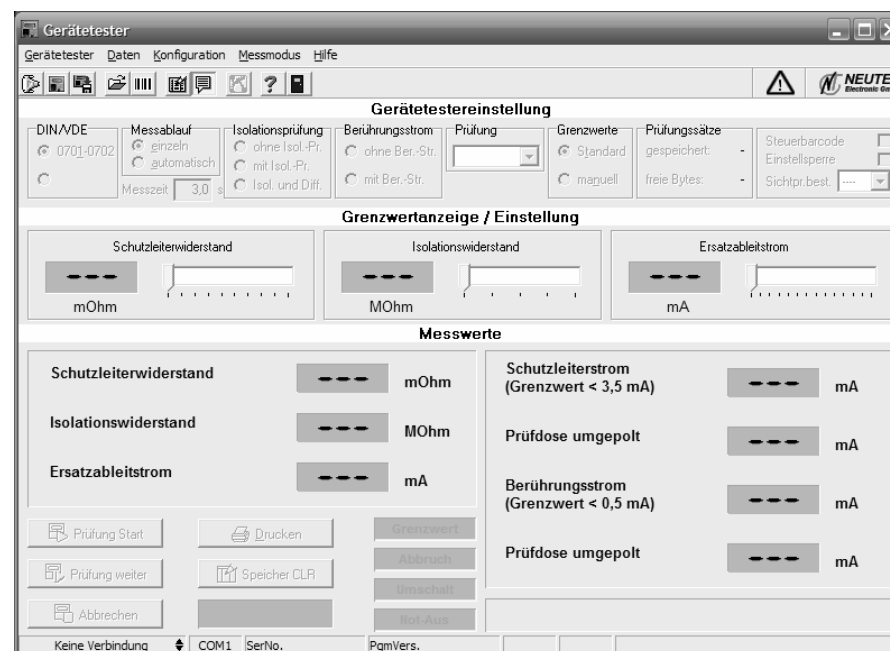 Gerätetester
Gerätetester Daten Konfiguration Messmodus Hilfe
NEUTE
Electronic Gm
Gerätetestereinstellung
DIN/VDE
0701-0702
Messablauf
einzeln
automatisch
Messzeit 3,0 s
Isolationsprüfung
ohne Isol.-Pr.
mit Isol.-Pr.
Isol. und Diff.
Berührungsstrom
ohne Ber.-Str.
mit Ber.-Str.
Prüfung
Grenzwerte
Standard
manuell
Prüfungssätze
gespeichert: -
freie Bytes: -
Steuerbarcode
Einstellsperre
Sichtpr.best. ----
Grenzwertanzeige / Einstellung
Schutzleiterwiderstand
---
mOhm
Isolationswiderstand
---
MOhm
Ersatzableitstrom
---
mA
Messwerte
Schutzleiterwiderstand --- mOhm
Isolationswiderstand --- MOhm
Ersatzableitstrom --- mA
Schutzleiterstrom
(Grenzwert < 3,5 mA) --- mA
Prüfdose umgepolt --- mA
Berührungsstrom
(Grenzwert < 0,5 mA) --- mA
Prüfdose umgepolt --- mA
Prüfung Start
Drucken
Grenzwert
Prüfung weiter
Speicher CLR
Abbruch
Umschalt
Abbrechen
Not-Aus
Keine Verbindung COM1 SerNo. PgmVers.